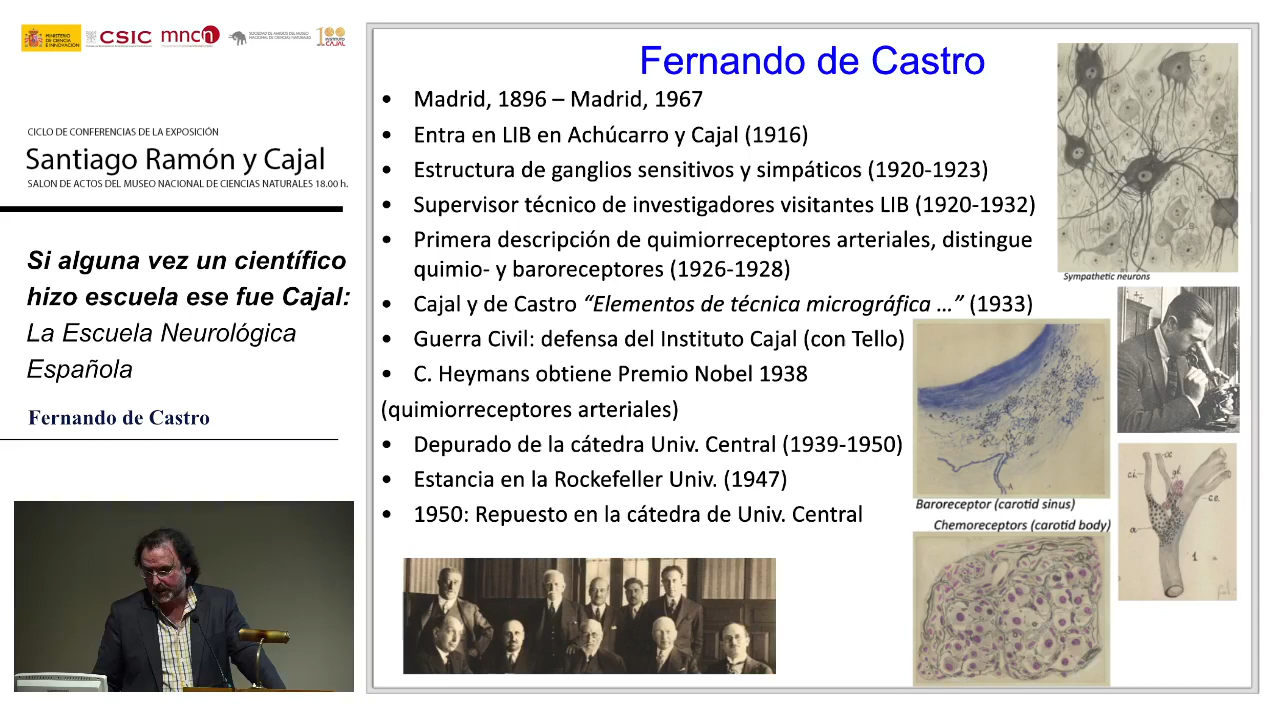 MINISTERIO
DE CIENCIA
E INNOVACIÓN
CSIC
mncn
SOCIEDAD DE AMIGOS DEL MUSEO
NACIONAL DE CIENCIAS NATURALES
100
CAJAL
CICLO DE CONFERENCIAS DE LA EXPOSICIÓN
Santiago Ramón y Cajal
SALON DE ACTOS DEL MUSEO NACIONAL DE CIENCIAS NATURALES 18.00 h.
Si alguna vez un científico
hizo escuela ese fue Cajal:
La Escuela Neurológica
Española
Fernando de Castro
Fernando de Castro
• Madrid, 1896 – Madrid, 1967
• Entra en LIB en Achúcarro y Cajal (1916)
• Estructura de ganglios sensitivos y simpáticos (1920-1923)
• Supervisor técnico de investigadores visitantes LIB (1920-1932)
• Primera descripción de quimiorreceptores arteriales, distingue
quimio- y baroreceptores (1926-1928)
• Cajal y de Castro “Elementos de técnica micrográfica ...” (1933)
• Guerra Civil: defensa del Instituto Cajal (con Tello)
• C. Heymans obtiene Premio Nobel 1938
(quimiorreceptores arteriales)
• Depurado de la cátedra Univ. Central (1939-1950)
• Estancia en la Rockefeller Univ. (1947)
• 1950: Repuesto en la cátedra de Univ. Central
Sympathetic neurons
Baroreceptor (carotid sinus)
Chemoreceptors (carotid body)
c.i.
gl.
c.e.
a
1